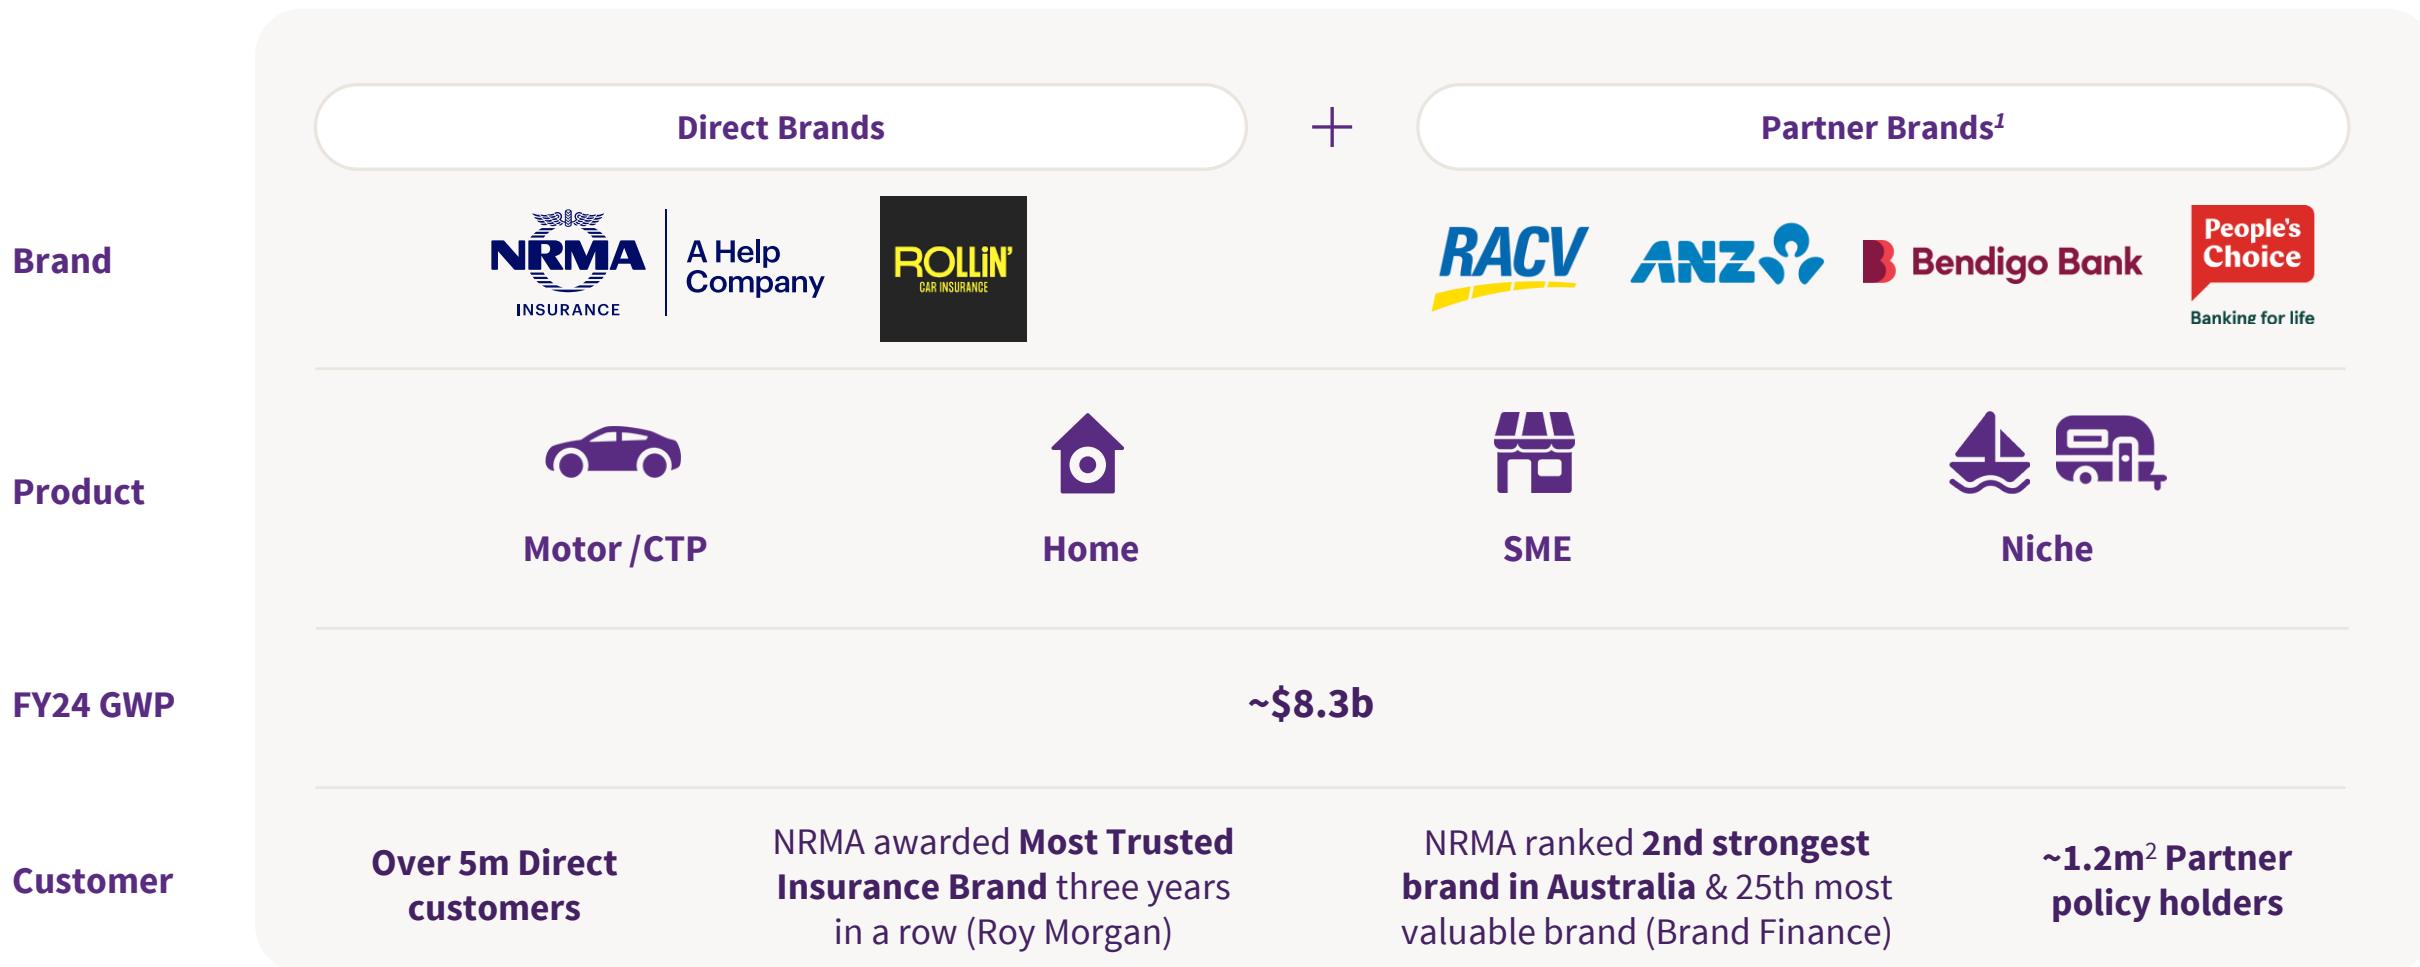 Direct Brands
+
Partner Brands¹
Brand
NRMA
INSURANCE
A Help
Company
ROLLiN'
CAR INSURANCE
RACV
ANZ
Bendigo Bank
People's
Choice
Banking for life
Product
Motor /CTP
Home
SME
Niche
FY24 GWP
~$8.3b
Customer
Over 5m Direct
customers
NRMA awarded Most Trusted
Insurance Brand three years
in a row (Roy Morgan)
NRMA ranked 2nd strongest
brand in Australia & 25th most
valuable brand (Brand Finance)
~1.2m² Partner
policy holders